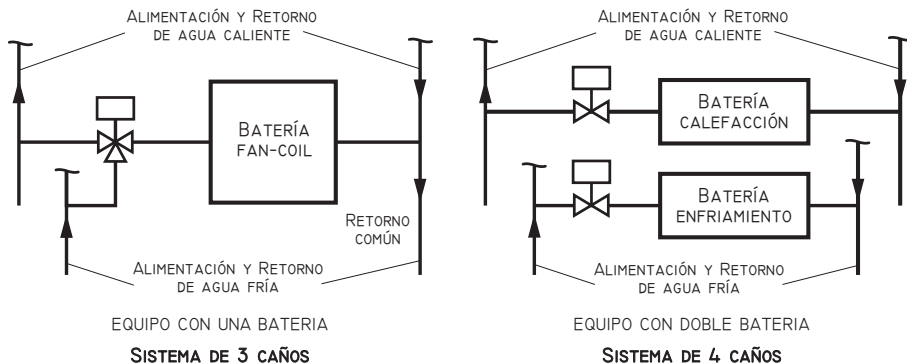 ALIMENTACIÓN Y RETORNO
DE AGUA CALIENTE
BATERÍA
FAN-COIL
RETORNO
COMÚN
ALIMENTACIÓN Y RETORNO
DE AGUA FRÍA
EQUIPO CON UNA BATERIA
SISTEMA DE 3 CAÑOS
ALIMENTACIÓN Y RETORNO
DE AGUA CALIENTE
BATERÍA
CALEFACCIÓN
BATERÍA
ENFRIAMIENTO
ALIMENTACIÓN Y RETORNO
DE AGUA FRÍA
EQUIPO CON DOBLE BATERIA
SISTEMA DE 4 CAÑOS